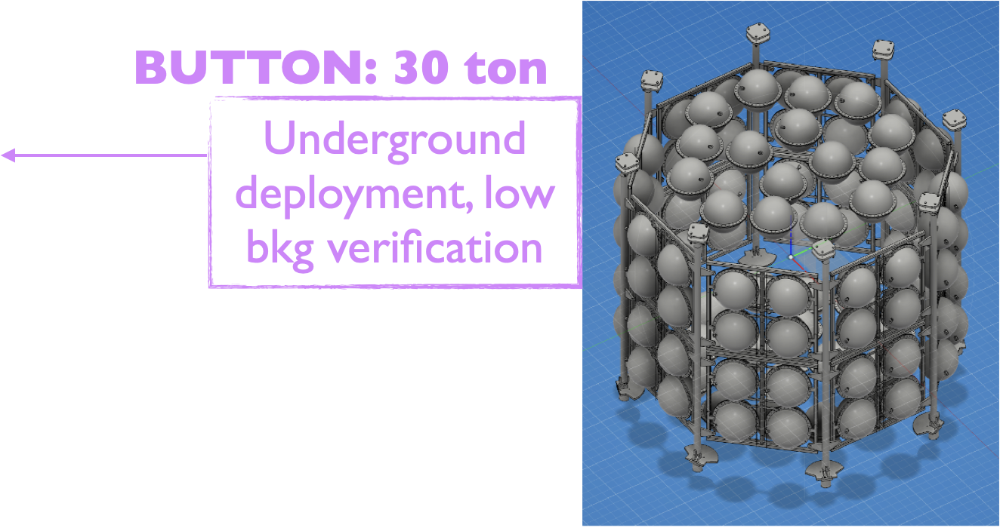 BUTTON: 30 ton
Underground
deployment, low
bkg verification